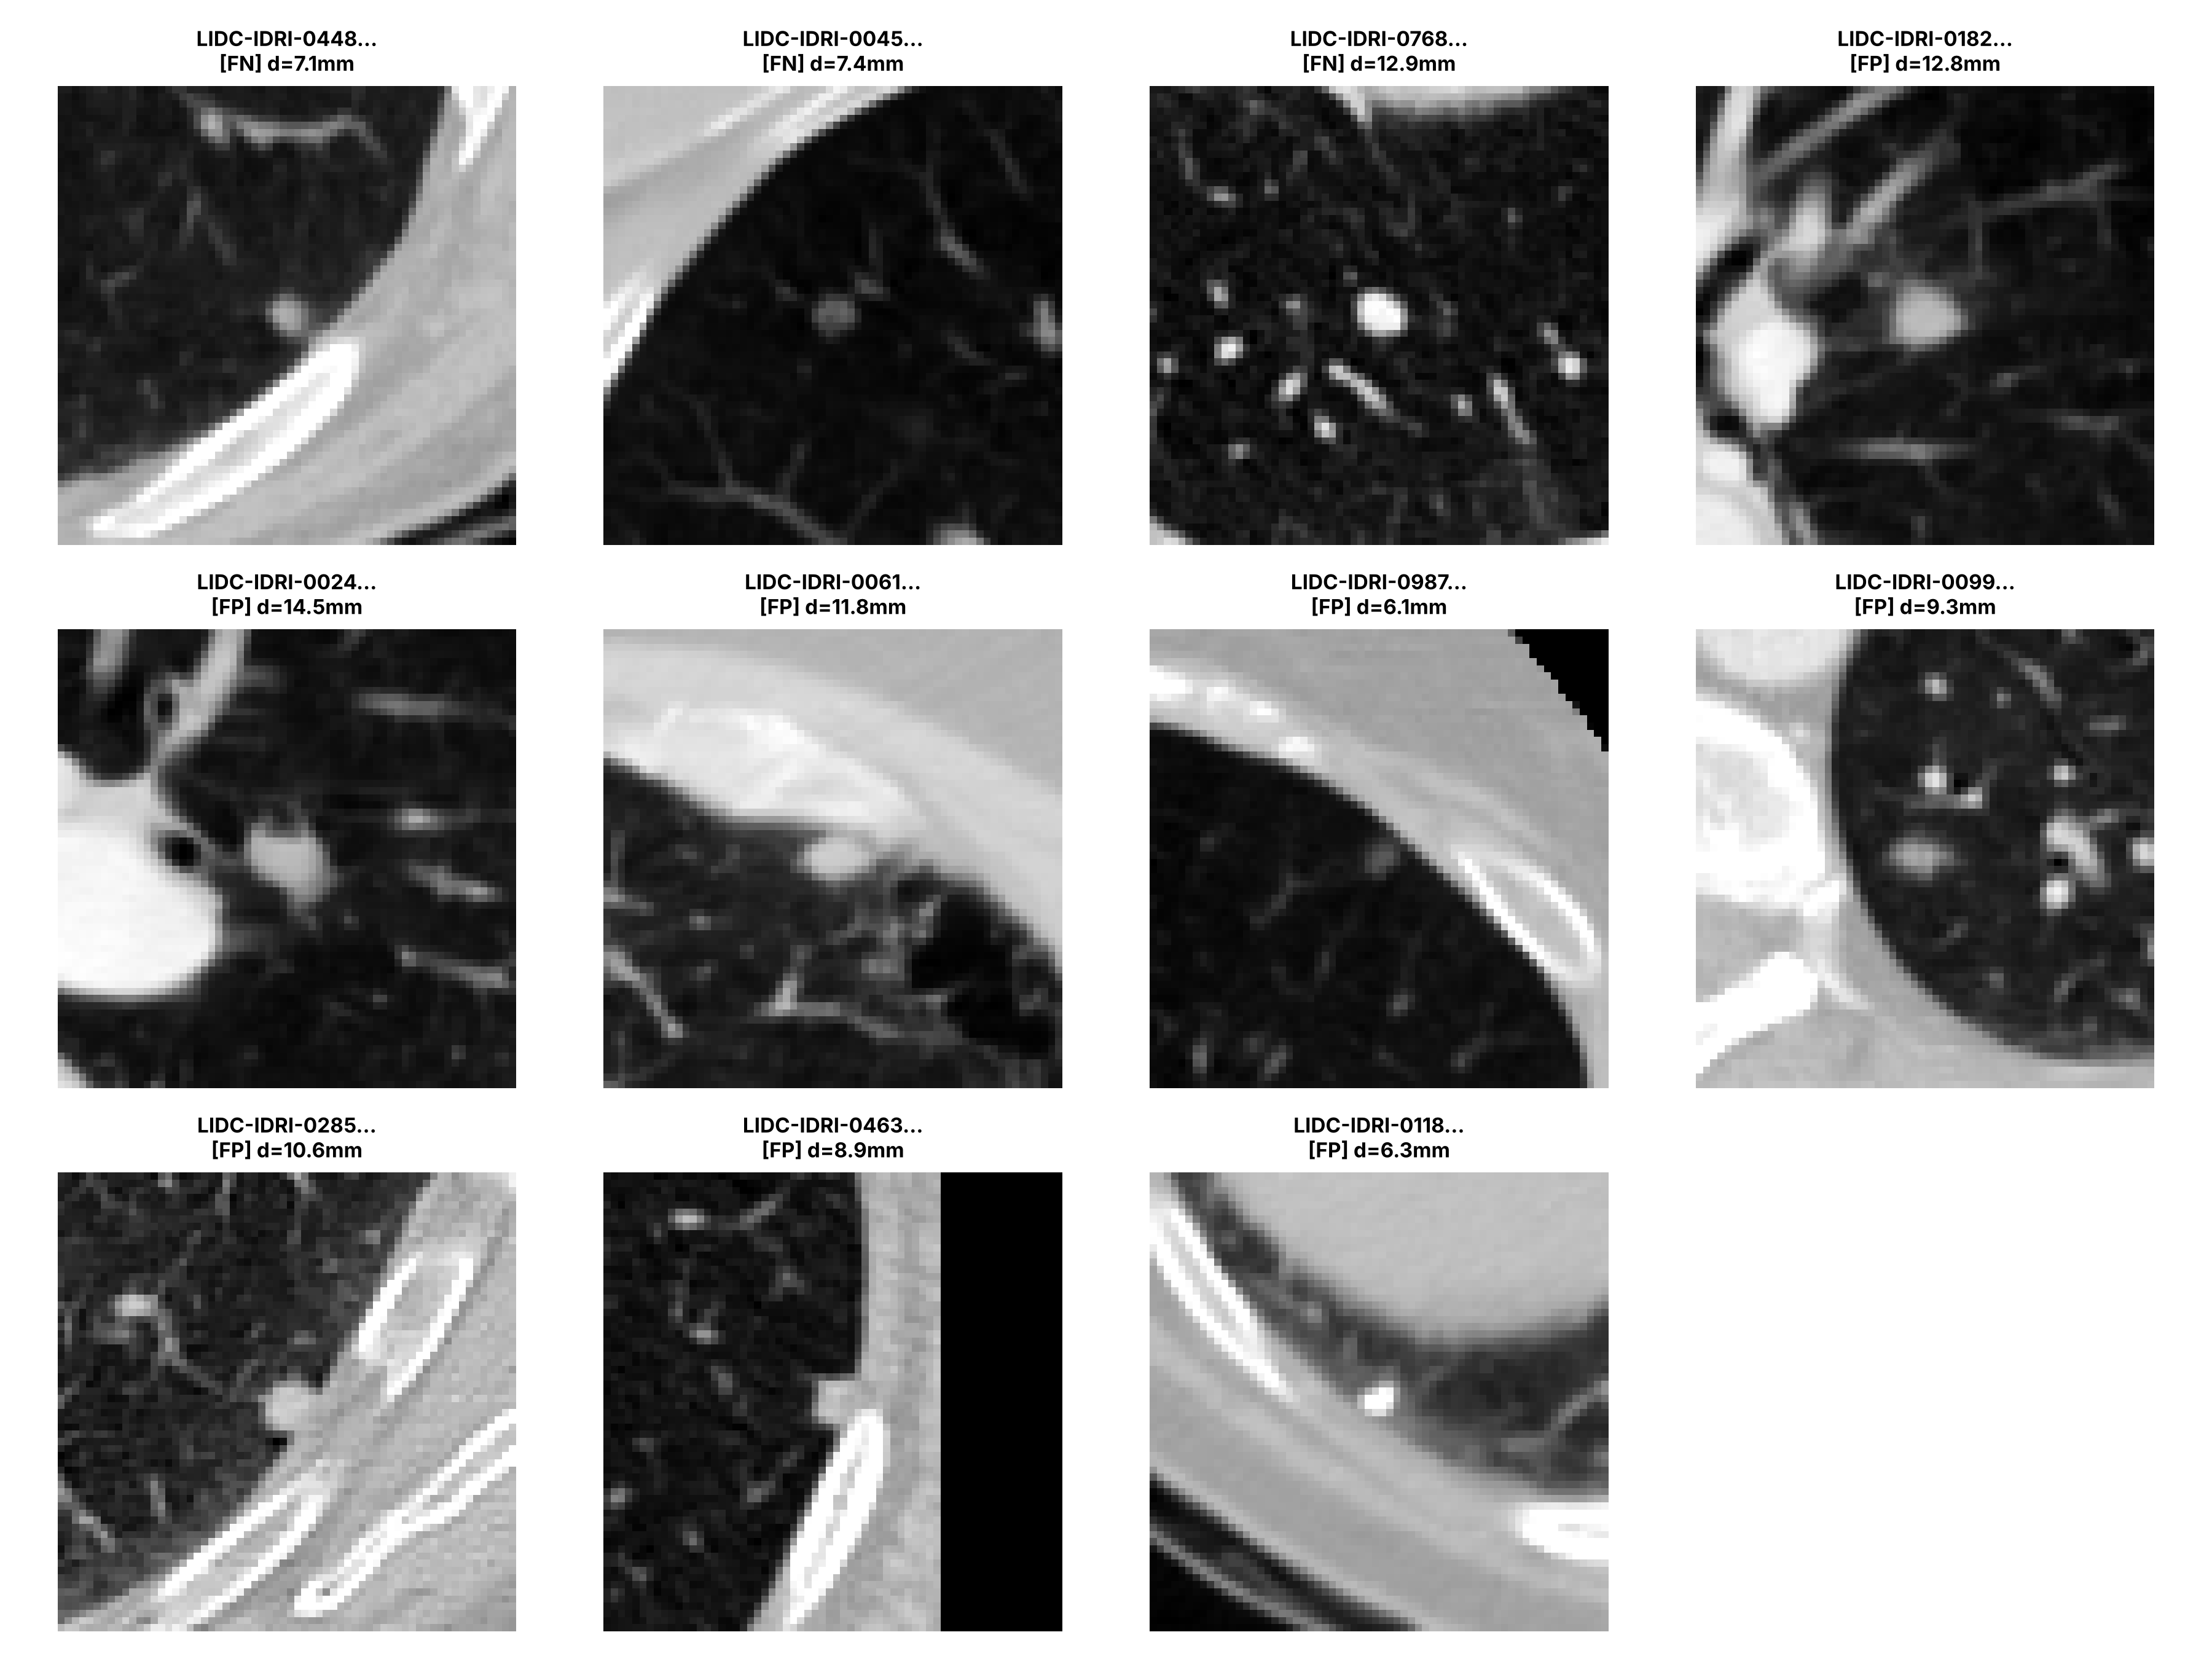 LIDC-IDRI-0448...
[FN] d=7.1mm
LIDC-IDRI-0045...
[FN] d=7.4mm
LIDC-IDRI-0768...
[FN] d=12.9mm
LIDC-IDRI-0182...
[FP] d=12.8mm
LIDC-IDRI-0024...
[FP] d=14.5mm
LIDC-IDRI-0061...
[FP] d=11.8mm
LIDC-IDRI-0987...
[FP] d=6.1mm
LIDC-IDRI-0099...
[FP] d=9.3mm
LIDC-IDRI-0285...
[FP] d=10.6mm
LIDC-IDRI-0463...
[FP] d=8.9mm
LIDC-IDRI-0118...
[FP] d=6.3mm